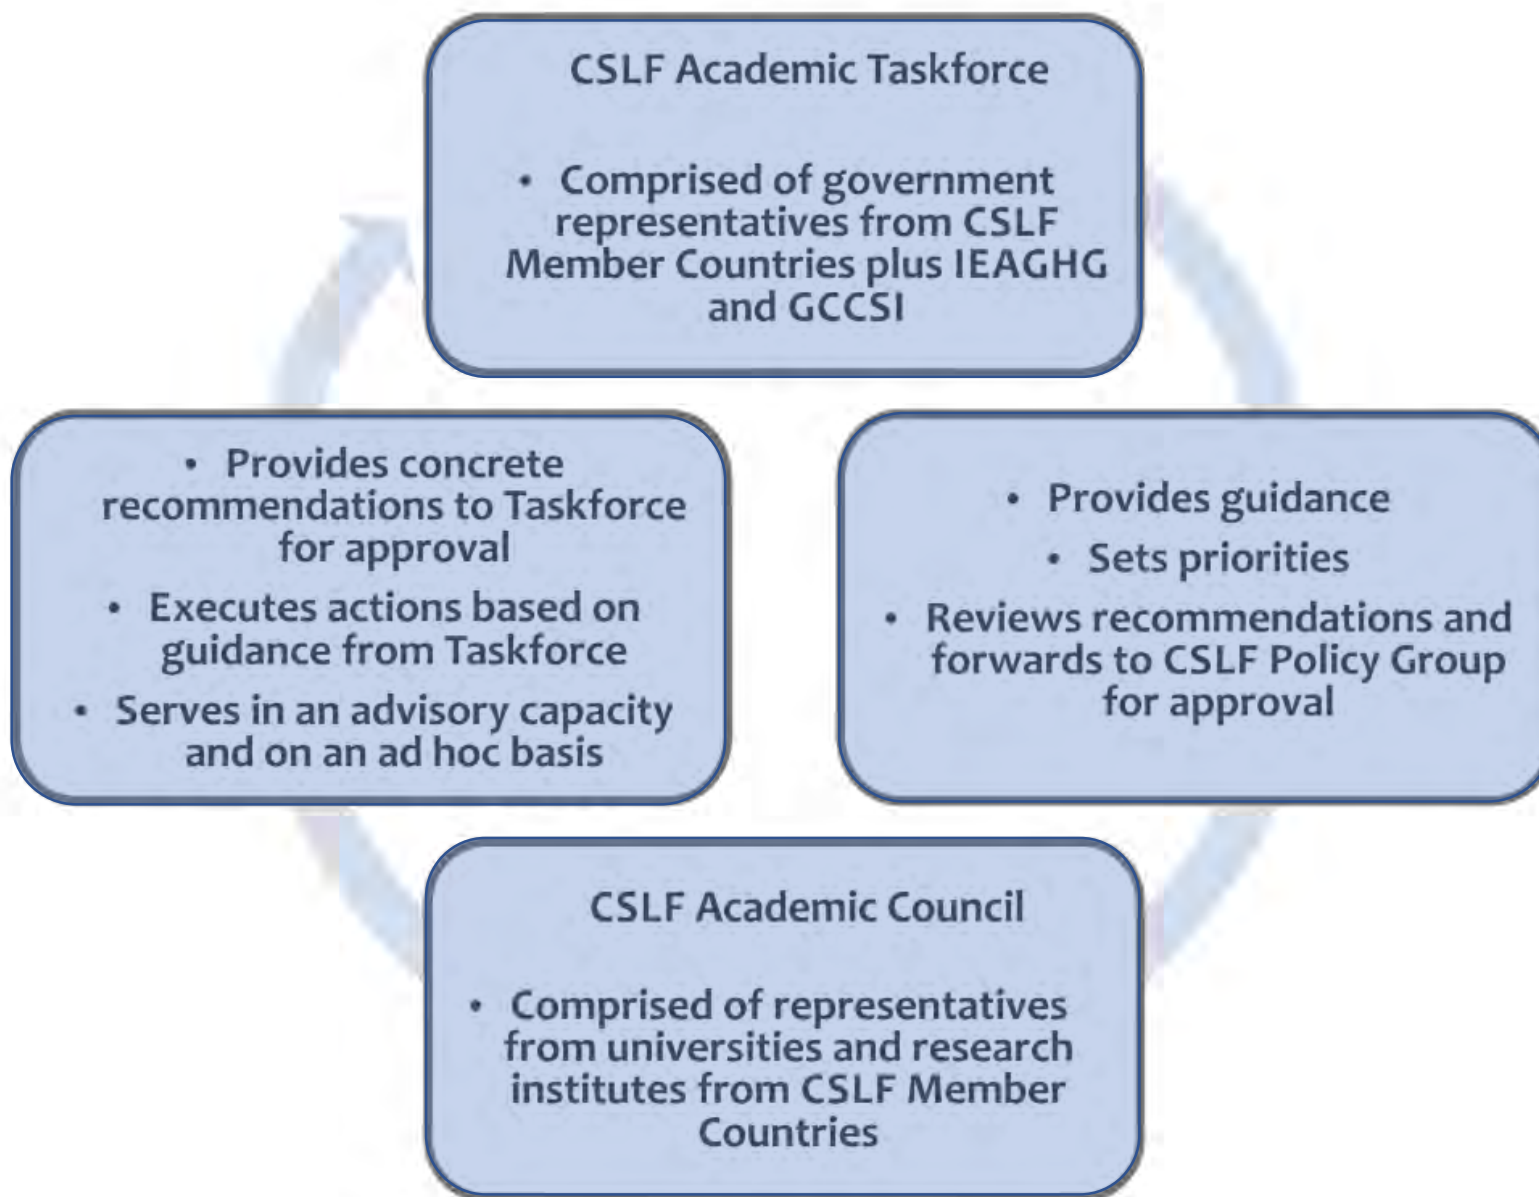 CSLF Academic Taskforce
• Comprised of government
representatives from CSLF
Member Countries plus IEAGHG
and GCCSI
• Provides concrete
recommendations to Taskforce
for approval
• Executes actions based on
guidance from Taskforce
• Serves in an advisory capacity
and on an ad hoc basis
• Provides guidance
• Sets priorities
• Reviews recommendations and
forwards to CSLF Policy Group
for approval
CSLF Academic Council
• Comprised of representatives
from universities and research
institutes from CSLF Member
Countries